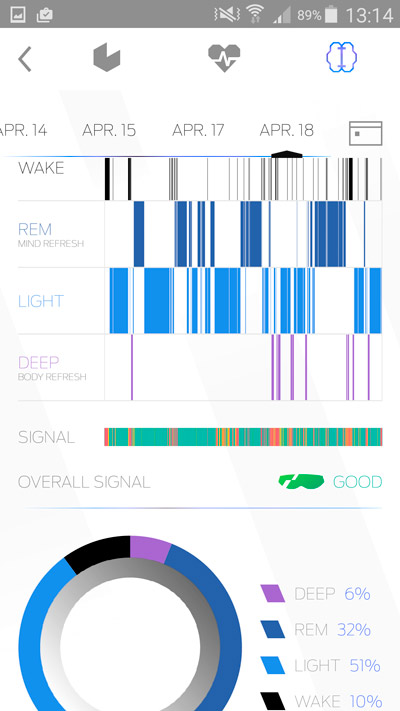 89% 13:14
APR. 14 APR. 15 APR. 17 APR. 18
WAKE
REM
MIND REFRESH
LIGHT
DEEP
BODY REFRESH
SIGNAL
OVERALL SIGNAL GOOD
DEEP 6%
REM 32%
LIGHT 51%
WAKE 10%